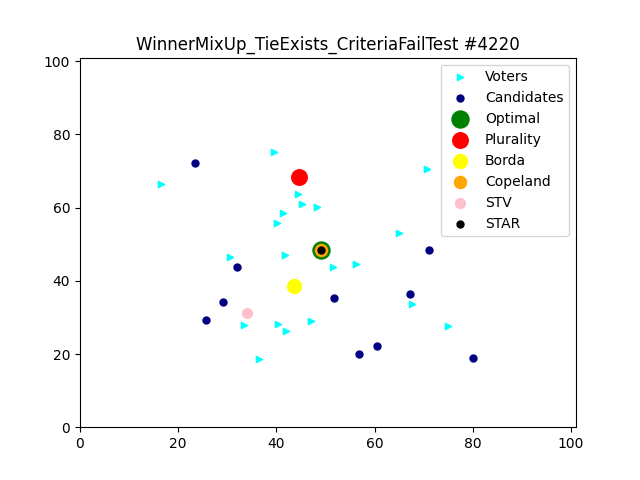 WinnerMixUp_TieExists_CriteriaFailTest #4220
100
80
60
40
20
0
0 20 40 60 80 100
Voters
Candidates
Optimal
Plurality
Borda
Copeland
STV
STAR